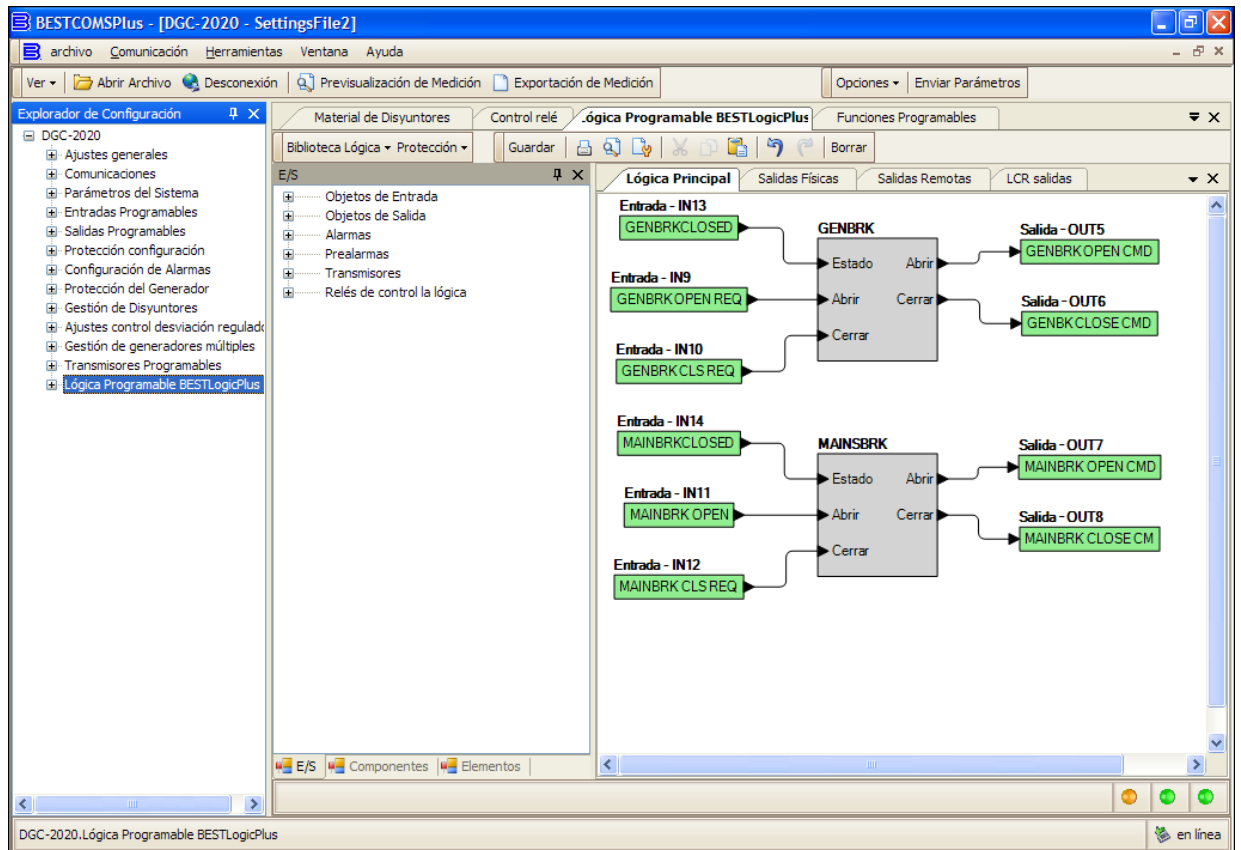 BESTCOMSPlus - [DGC-2020 - SettingsFile2]
archivo Comunicación Herramientas Ventana Ayuda
Ver Abrir Archivo Desconexión Previsualización de Medición Exportación de Medición Opciones Enviar Parámetros
Explorador de Configuración
DGC-2020
Ajustes generales
Comunicaciones
Parámetros del Sistema
Entradas Programables
Salidas Programables
Protección configuración
Configuración de Alarmas
Protección del Generador
Gestión de Disyuntores
Ajustes control desviación regulado
Gestión de generadores múltiples
Transmisores Programables
Lógica Programable BESTLogicPlus
Material de Disyuntores Control relé Lógica Programable BESTLogicPlus Funciones Programables
Biblioteca Lógica Protección Guardar Borrar
E/S
Objetos de Entrada
Objetos de Salida
Alarmas
Prealarmas
Transmisores
Relés de control la lógica
E/S Componentes Elementos
Lógica Principal Salidas Físicas Salidas Remotas LCR salidas
Entrada - IN13
GENBRKCLOSED
Entrada - IN9
GENBRK OPEN REQ
Entrada - IN10
GENBRK CLS REQ
GENBRK
Estado Abrir
Abrir Cerrar
Cerrar
Salida - OUT5
GENBRK OPEN CMD
Salida - OUT6
GENBK CLOSE CMD
Entrada - IN14
MAINBRKCLOSED
Entrada - IN11
MAINBRK OPEN
Entrada - IN12
MAINBRK CLS REQ
MAINSBRK
Estado Abrir
Abrir Cerrar
Cerrar
Salida - OUT7
MAINBRK OPEN CMD
Salida - OUT8
MAINBRK CLOSE CM
DGC-2020.Lógica Programable BESTLogicPlus
en línea